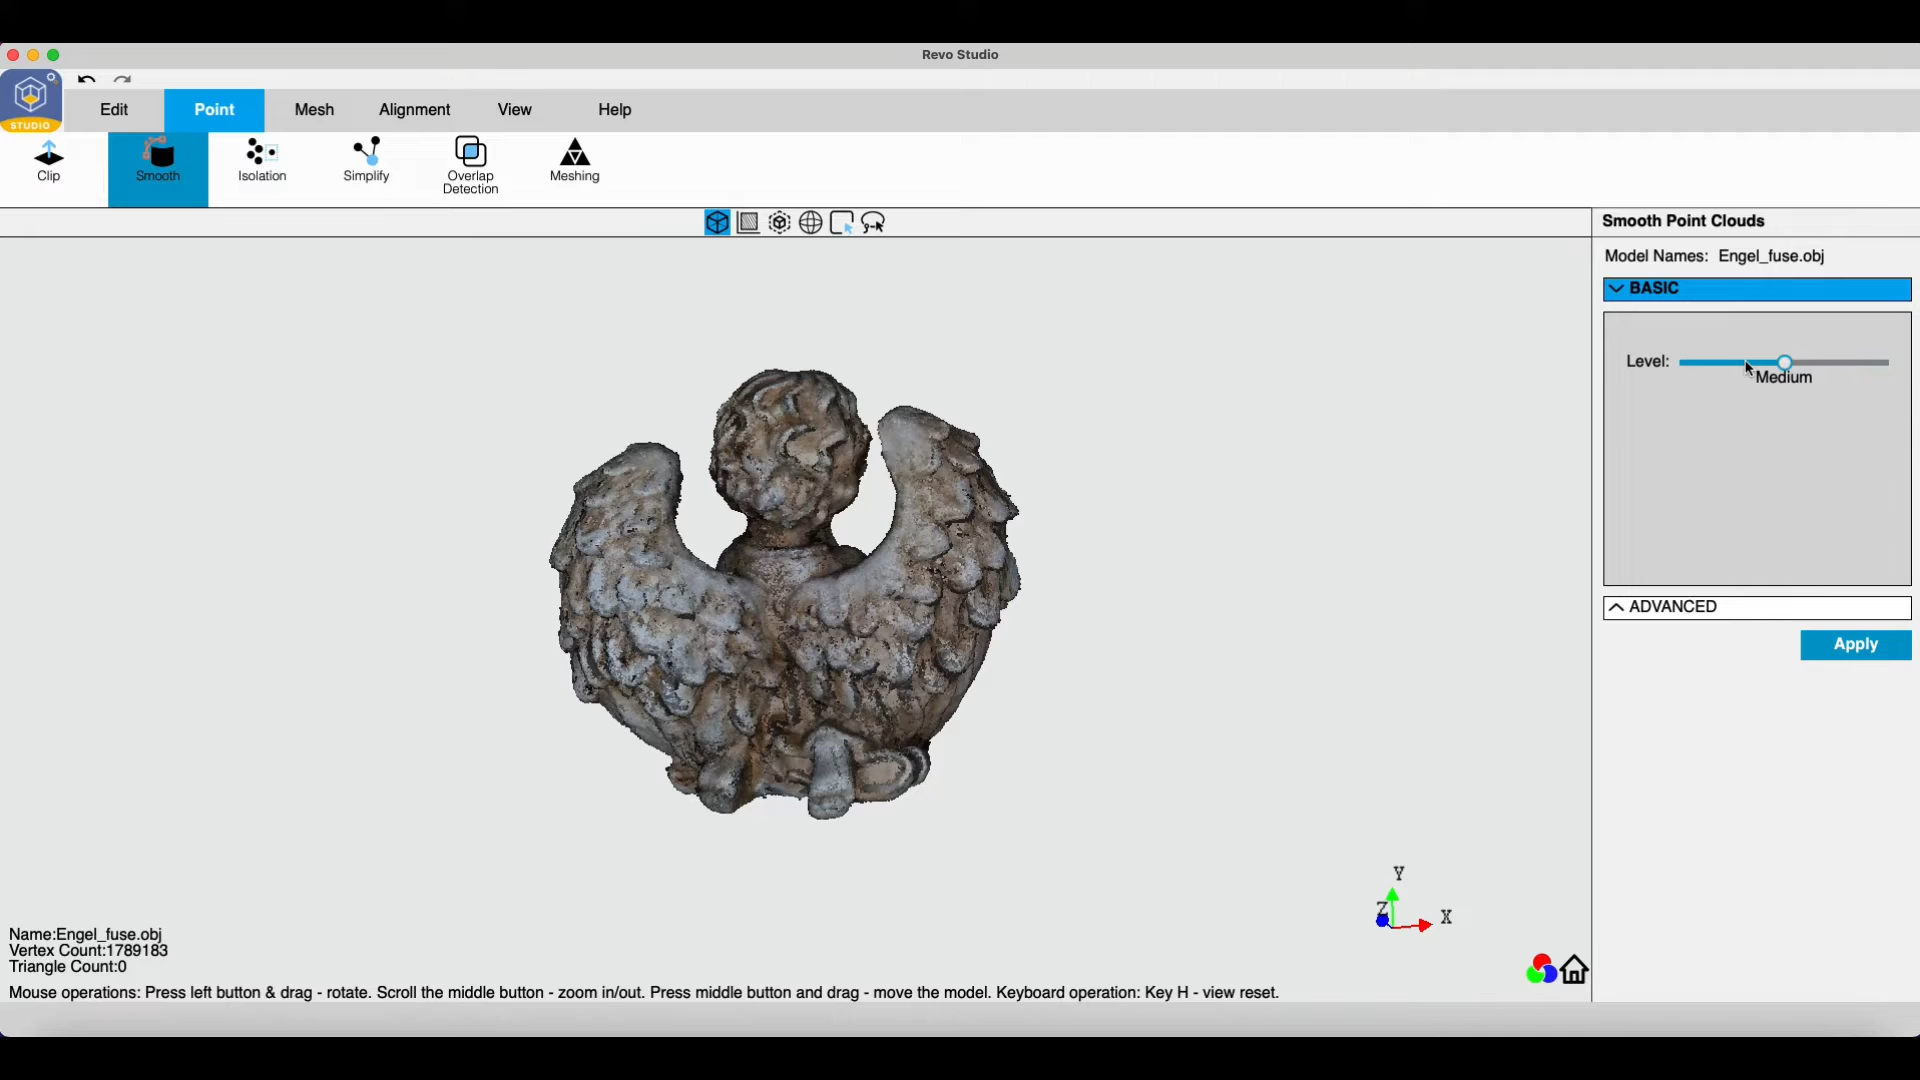 Revo Studio
STUDIO
Edit
Point
Mesh
Alignment
View
Help
Clip
Smooth
Isolation
Simplify
Overlap
Detection
Meshing
Smooth Point Clouds
Model Names: Engel_fuse.obj
BASIC
Level:
Medium
ADVANCED
Apply
Y
Z
X
Name:Engel_fuse.obj
Vertex Count:1789183
Triangle Count:0
Mouse operations: Press left button & drag - rotate. Scroll the middle button - zoom in/out. Press middle button and drag - move the model. Keyboard operation: Key H - view reset.